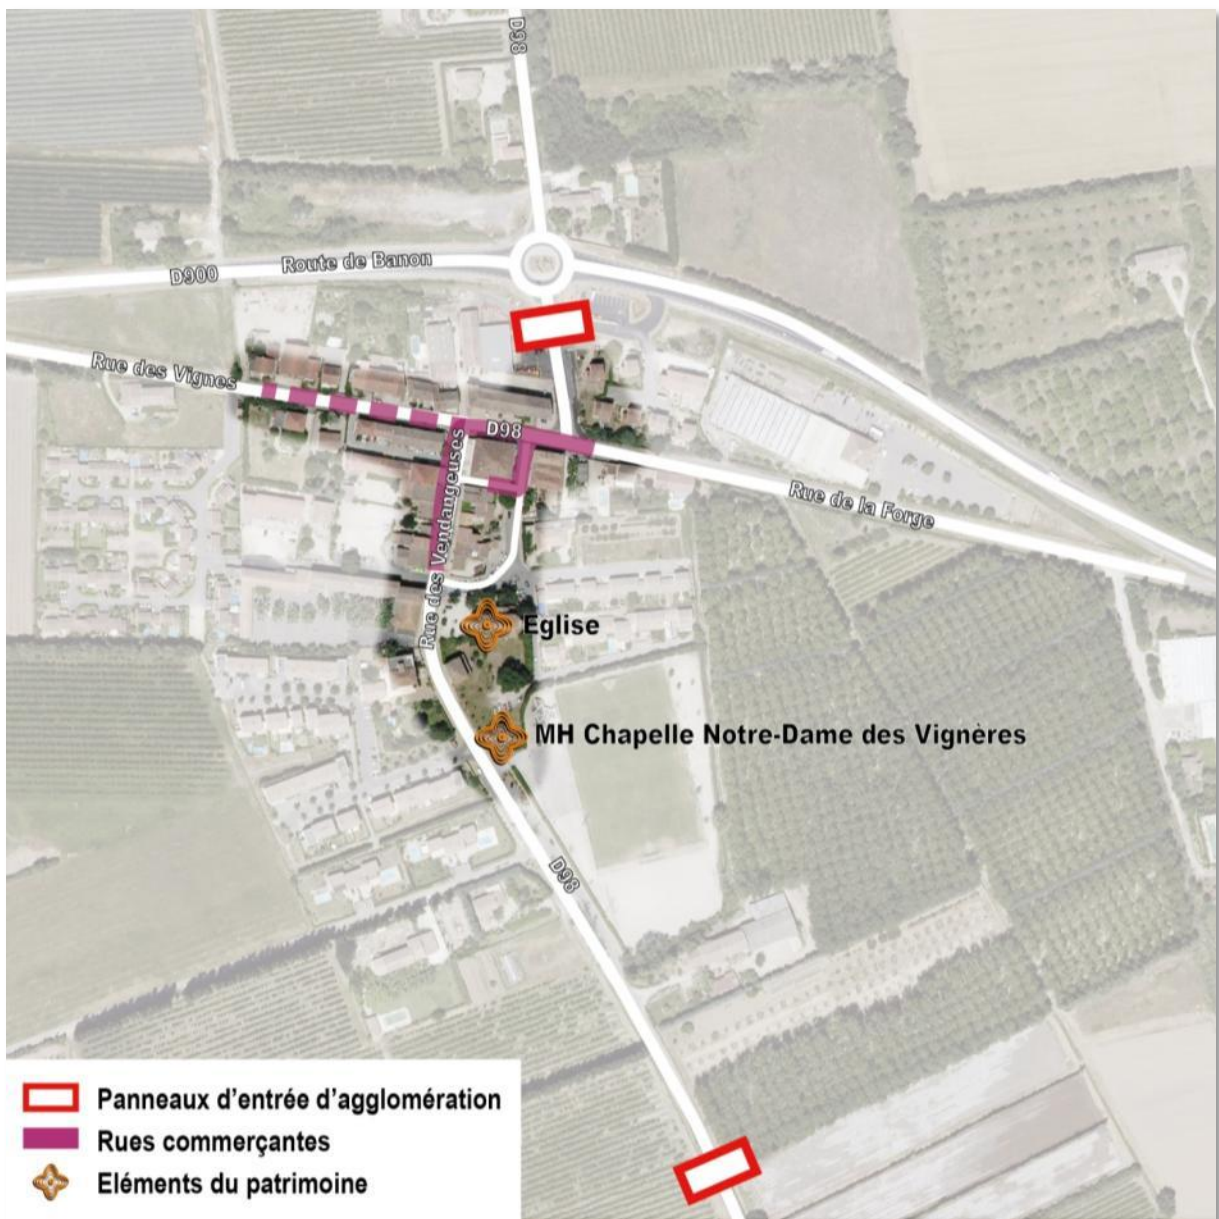 D98
Route de Banon
D900
Rue des Vignes
D98
Rue des Vendangeuses
Rue de la Forge
Eglise
MH Chapelle Notre-Dame des Vignères
D98
Panneaux d'entrée d'agglomération
Rues commerçantes
Eléments du patrimoine